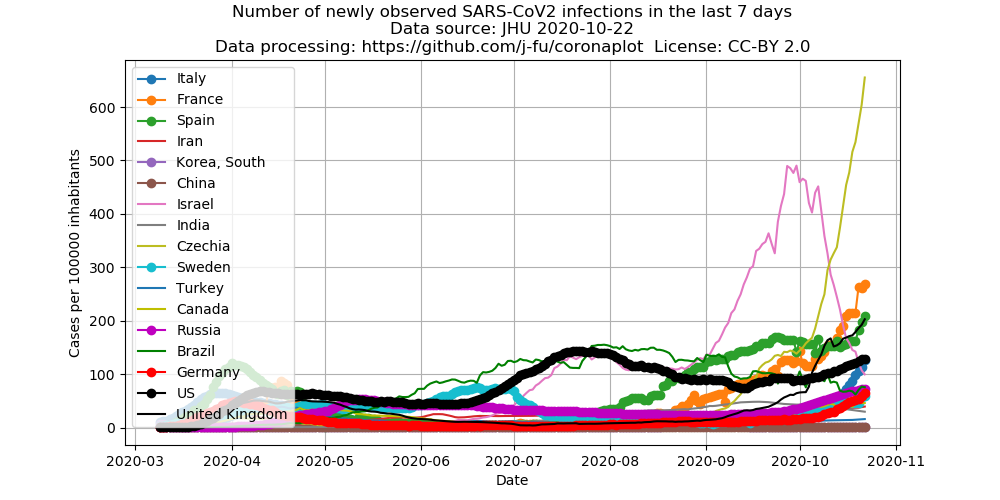 Number of newly observed SARS-CoV2 infections in the last 7 days
Data source: JHU 2020-10-22
Data processing: https://github.com/j-fu/coronaplot  License: CC-BY 2.0
Cases per 100000 inhabitants
600
500
400
300
200
100
0
Italy
France
Spain
Iran
Korea, South
China
Israel
India
Czechia
Sweden
Turkey
Canada
Russia
Brazil
Germany
US
United Kingdom
2020-03 2020-04 2020-05 2020-06 2020-07 2020-08 2020-09 2020-10 2020-11
Date